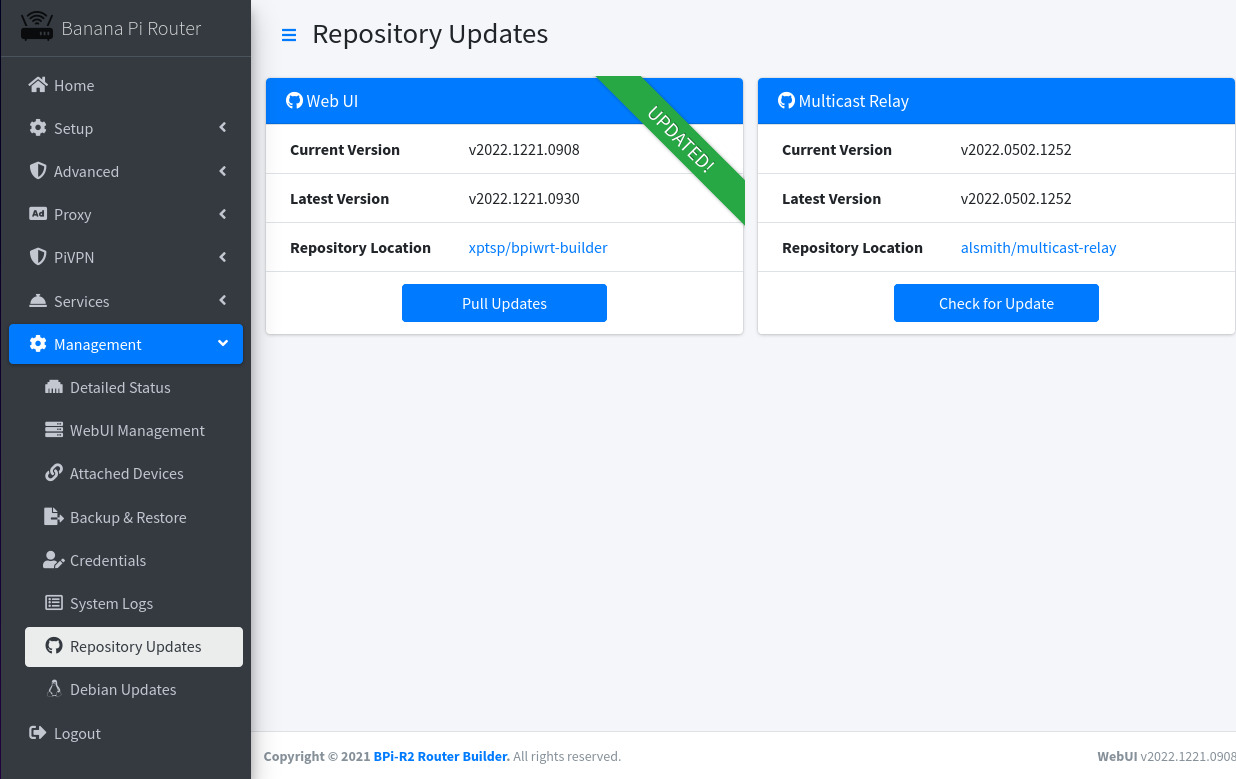 Banana Pi Router
Home
Setup
Advanced
Ad Proxy
PiVPN
Services
Management
Detailed Status
WebUI Management
Attached Devices
Backup & Restore
Credentials
System Logs
Repository Updates
Debian Updates
Logout
Repository Updates
Web UI
UPDATED!
Current Version v2022.1221.0908
Latest Version v2022.1221.0930
Repository Location xptsp/bpiwrt-builder
Pull Updates
Multicast Relay
Current Version v2022.0502.1252
Latest Version v2022.0502.1252
Repository Location alsmith/multicast-relay
Check for Update
Copyright © 2021 BPi-R2 Router Builder. All rights reserved.
WebUI v2022.1221.0908